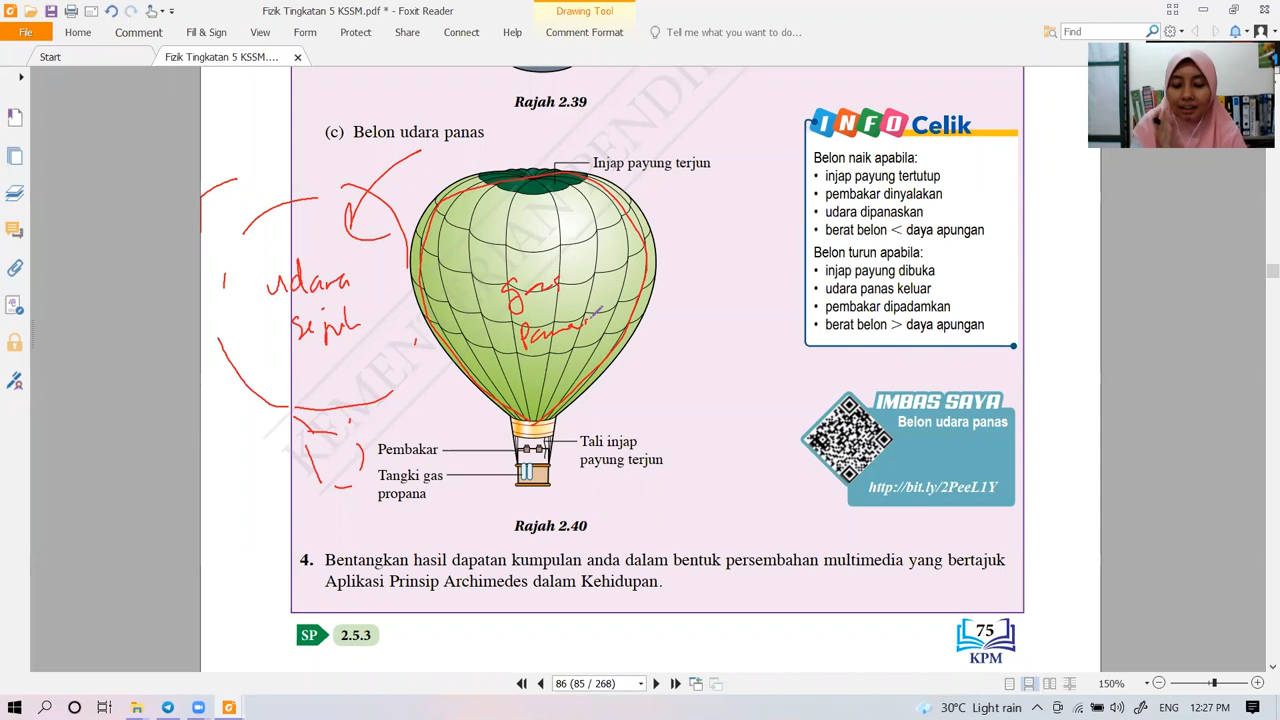 Fizik Tingkatan 5 KSSM.pdf * - Foxit Reader
Drawing Tool
File Home Comment Fill & Sign View Form Protect Share Connect Help Comment Format Tell me what you want to do... Find
Start Fizik Tingkatan 5 KSSM....
Rajah 2.39
(c) Belon udara panas
Injap payung terjun
udara
sejuk
gas
panas
Pembakar
Tangki gas
propana
Tali injap
payung terjun
Rajah 2.40
INFO Celik
Belon naik apabila:
• injap payung tertutup
• pembakar dinyalakan
• udara dipanaskan
• berat belon < daya apungan
Belon turun apabila:
• injap payung dibuka
• udara panas keluar
• pembakar dipadamkan
• berat belon > daya apungan
IMBAS SAYA
Belon udara panas
http://bit.ly/2PeeL1Y
4. Bentangkan hasil dapatan kumpulan anda dalam bentuk persembahan multimedia yang bertajuk
Aplikasi Prinsip Archimedes dalam Kehidupan.
SP 2.5.3
75
KPM
86 (85 / 268)
150%
30°C Light rain
ENG 12:27 PM